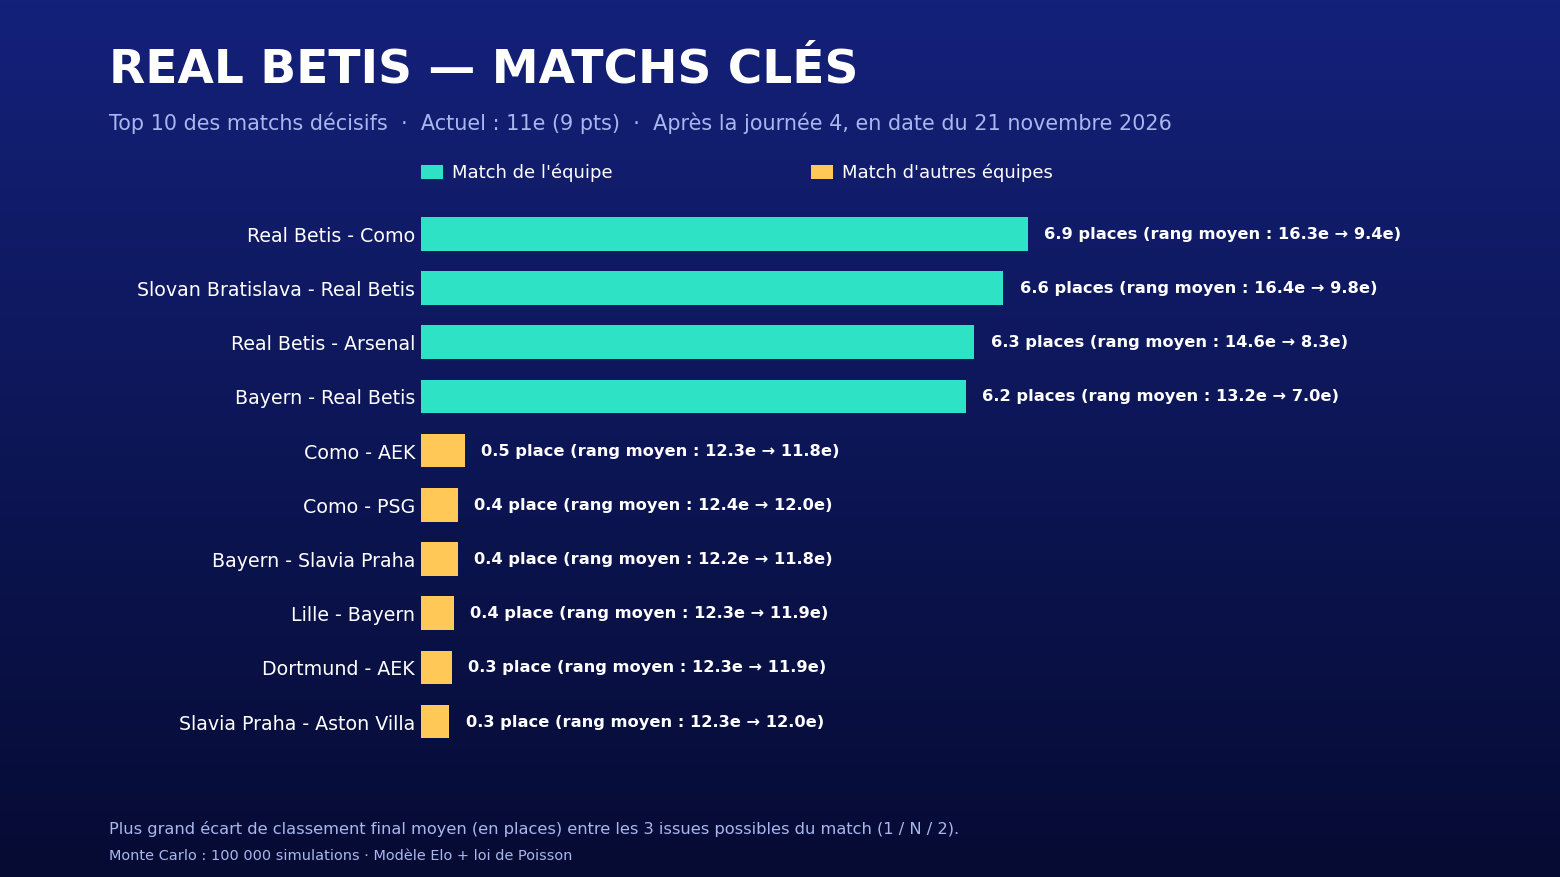 REAL BETIS — MATCHS CLÉS
Top 10 des matchs décisifs · Actuel : 11e (9 pts) · Après la journée 4, en date du 21 novembre 2026
Match de l'équipe Match d'autres équipes
Real Betis - Como 6.9 places (rang moyen : 16.3e → 9.4e)
Slovan Bratislava - Real Betis 6.6 places (rang moyen : 16.4e → 9.8e)
Real Betis - Arsenal 6.3 places (rang moyen : 14.6e → 8.3e)
Bayern - Real Betis 6.2 places (rang moyen : 13.2e → 7.0e)
Como - AEK 0.5 place (rang moyen : 12.3e → 11.8e)
Como - PSG 0.4 place (rang moyen : 12.4e → 12.0e)
Bayern - Slavia Praha 0.4 place (rang moyen : 12.2e → 11.8e)
Lille - Bayern 0.4 place (rang moyen : 12.3e → 11.9e)
Dortmund - AEK 0.3 place (rang moyen : 12.3e → 11.9e)
Slavia Praha - Aston Villa 0.3 place (rang moyen : 12.3e → 12.0e)
Plus grand écart de classement final moyen (en places) entre les 3 issues possibles du match (1 / N / 2).
Monte Carlo : 100 000 simulations · Modèle Elo + loi de Poisson